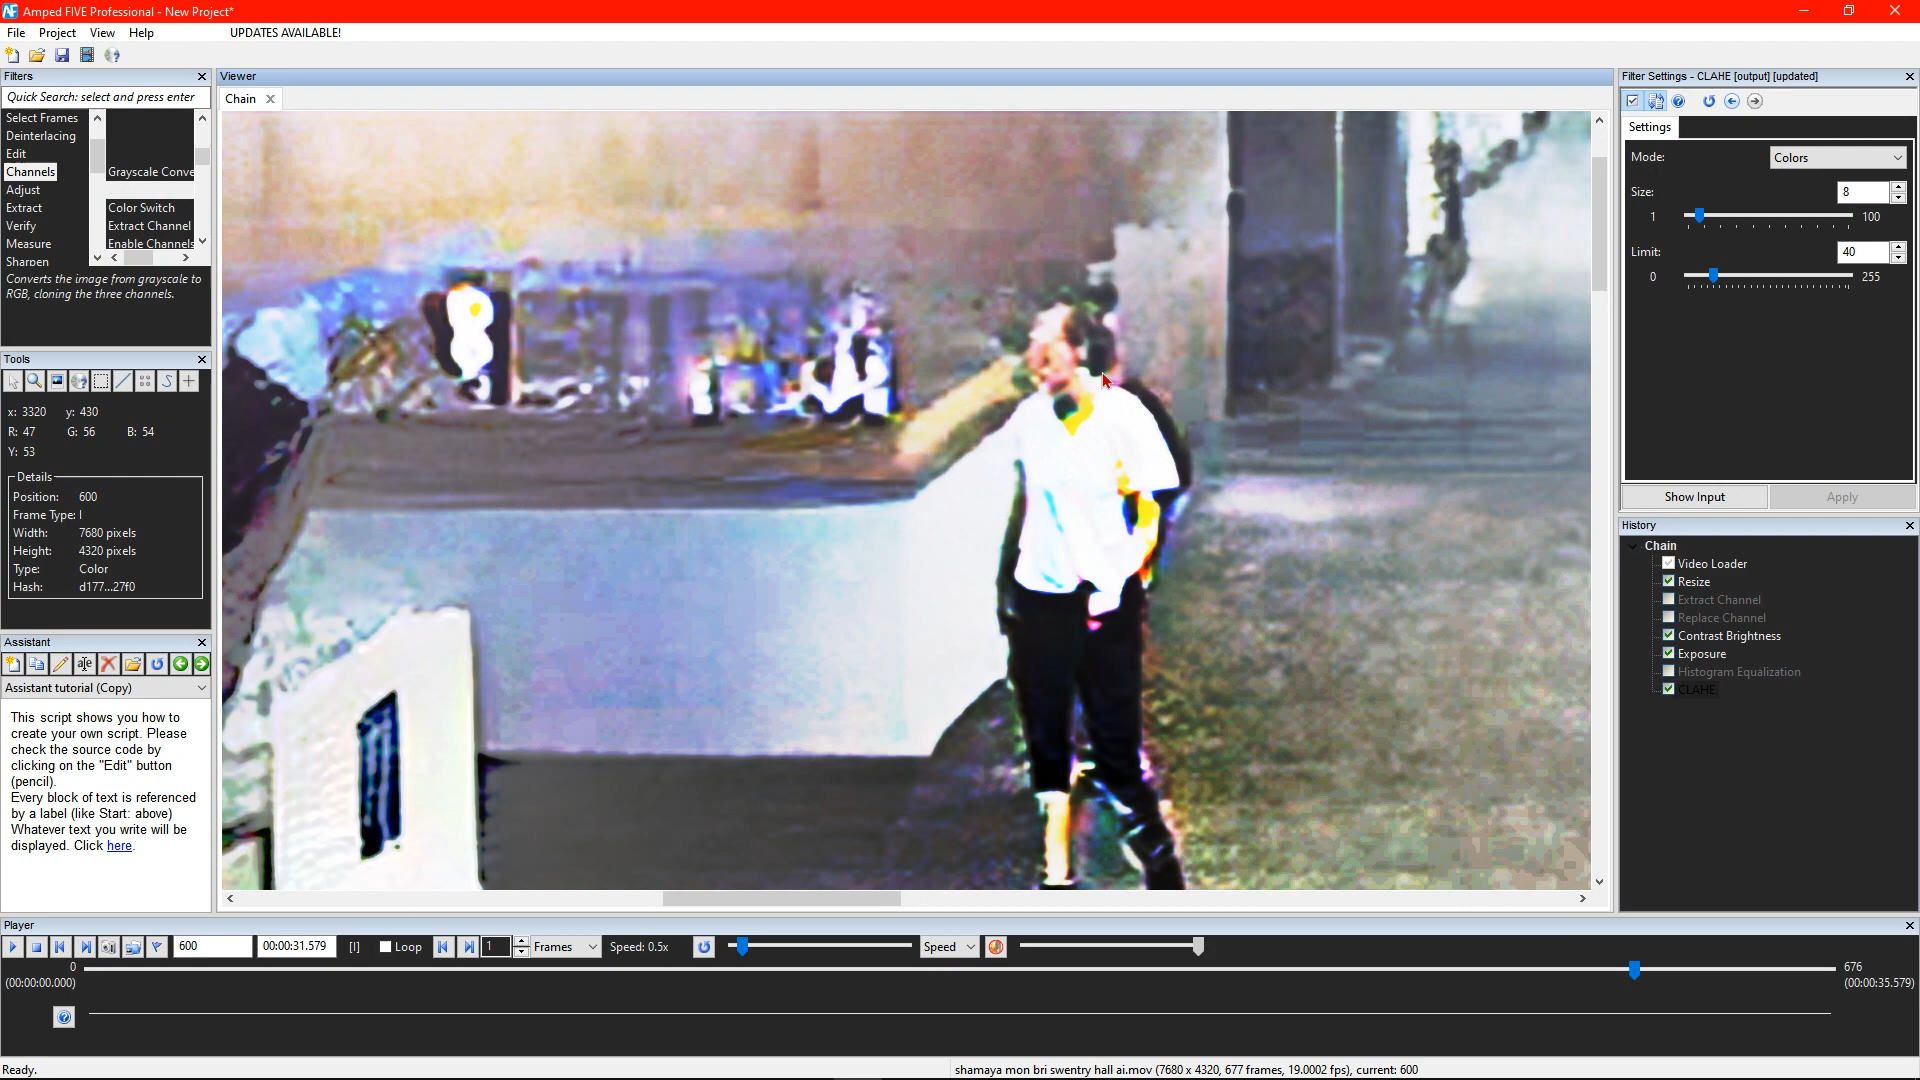 Amped FIVE Professional - New Project*
File Project View Help UPDATES AVAILABLE!
Filters
Quick Search: select and press enter
Select Frames
Deinterlacing
Edit
Channels
Adjust
Extract
Verify
Measure
Sharpen
Grayscale Conve
Color Switch
Extract Channel
Enable Channels
Converts the image from grayscale to
RGB, cloning the three channels.
Tools
x: 3320 y: 430
R: 47 G: 56 B: 54
Y: 53
Details
Position: 600
Frame Type: I
Width: 7680 pixels
Height: 4320 pixels
Type: Color
Hash: d177...27f0
Assistant
Assistant tutorial (Copy)
This script shows you how to
create your own script. Please
check the source code by
clicking on the "Edit" button
(pencil).
Every block of text is referenced
by a label (like Start: above)
Whatever text you write will be
displayed. Click here.
Viewer
Chain
Filter Settings - CLAHE [output] [updated]
Settings
Mode: Colors
Size: 8
1 100
Limit: 40
0 255
Show Input Apply
History
Chain
Video Loader
Resize
Extract Channel
Replace Channel
Contrast Brightness
Exposure
Histogram Equalization
CLAHE
Player
600 00:00:31.579 [I] Loop 1 Frames Speed: 0.5x Speed
0 676
(00:00:00.000) (00:00:35.579)
Ready. shamaya mon bri swentry hall ai.mov (7680 x 4320, 677 frames, 19.0002 fps), current: 600